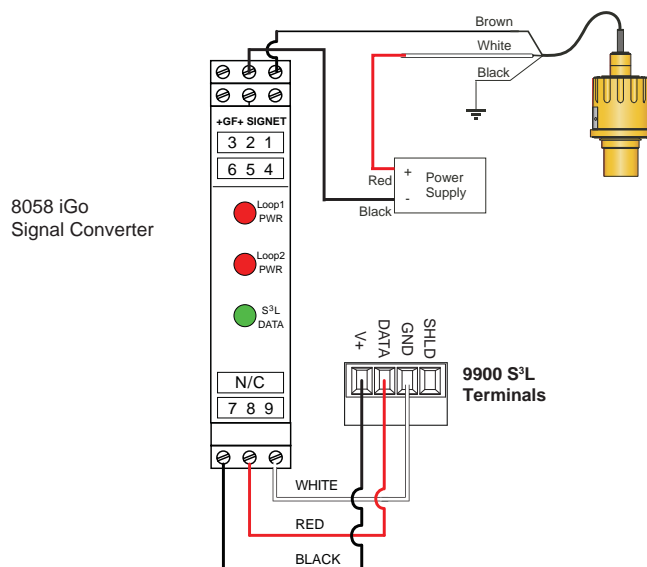 Brown
White
Black
+GF+ SIGNET
3 2 1
6 5 4
Red
+
Power
Supply
Black
-
8058 iGo
Signal Converter
Loop1
PWR
Loop2
PWR
S³L
DATA
V+
DATA
GND
SHLD
9900 S³L
Terminals
N/C
7 8 9
WHITE
RED
BLACK